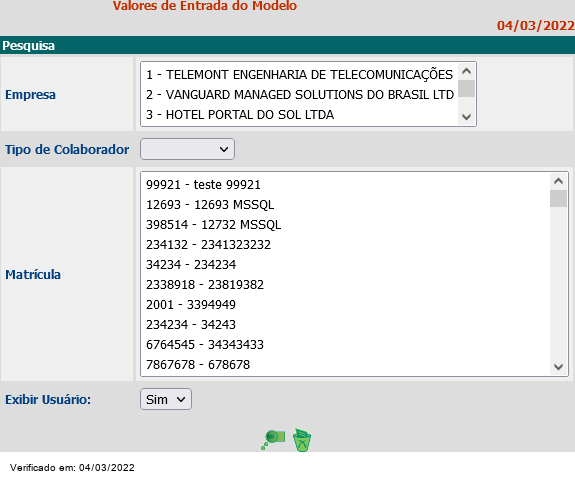 Valores de Entrada do Modelo
04/03/2022
Pesquisa
Empresa
1 - TELEMONT ENGENHARIA DE TELECOMUNICAÇÕES
2 - VANGUARD MANAGED SOLUTIONS DO BRASIL LTD
3 - HOTEL PORTAL DO SOL LTDA
Tipo de Colaborador
Matrícula
99921 - teste 99921
12693 - 12693 MSSQL
398514 - 12732 MSSQL
234132 - 2341323232
34234 - 234234
2338918 - 23819382
2001 - 3394949
234234 - 34243
6764545 - 34343433
7867678 - 678678
Exibir Usuário: Sim
Verificado em: 04/03/2022